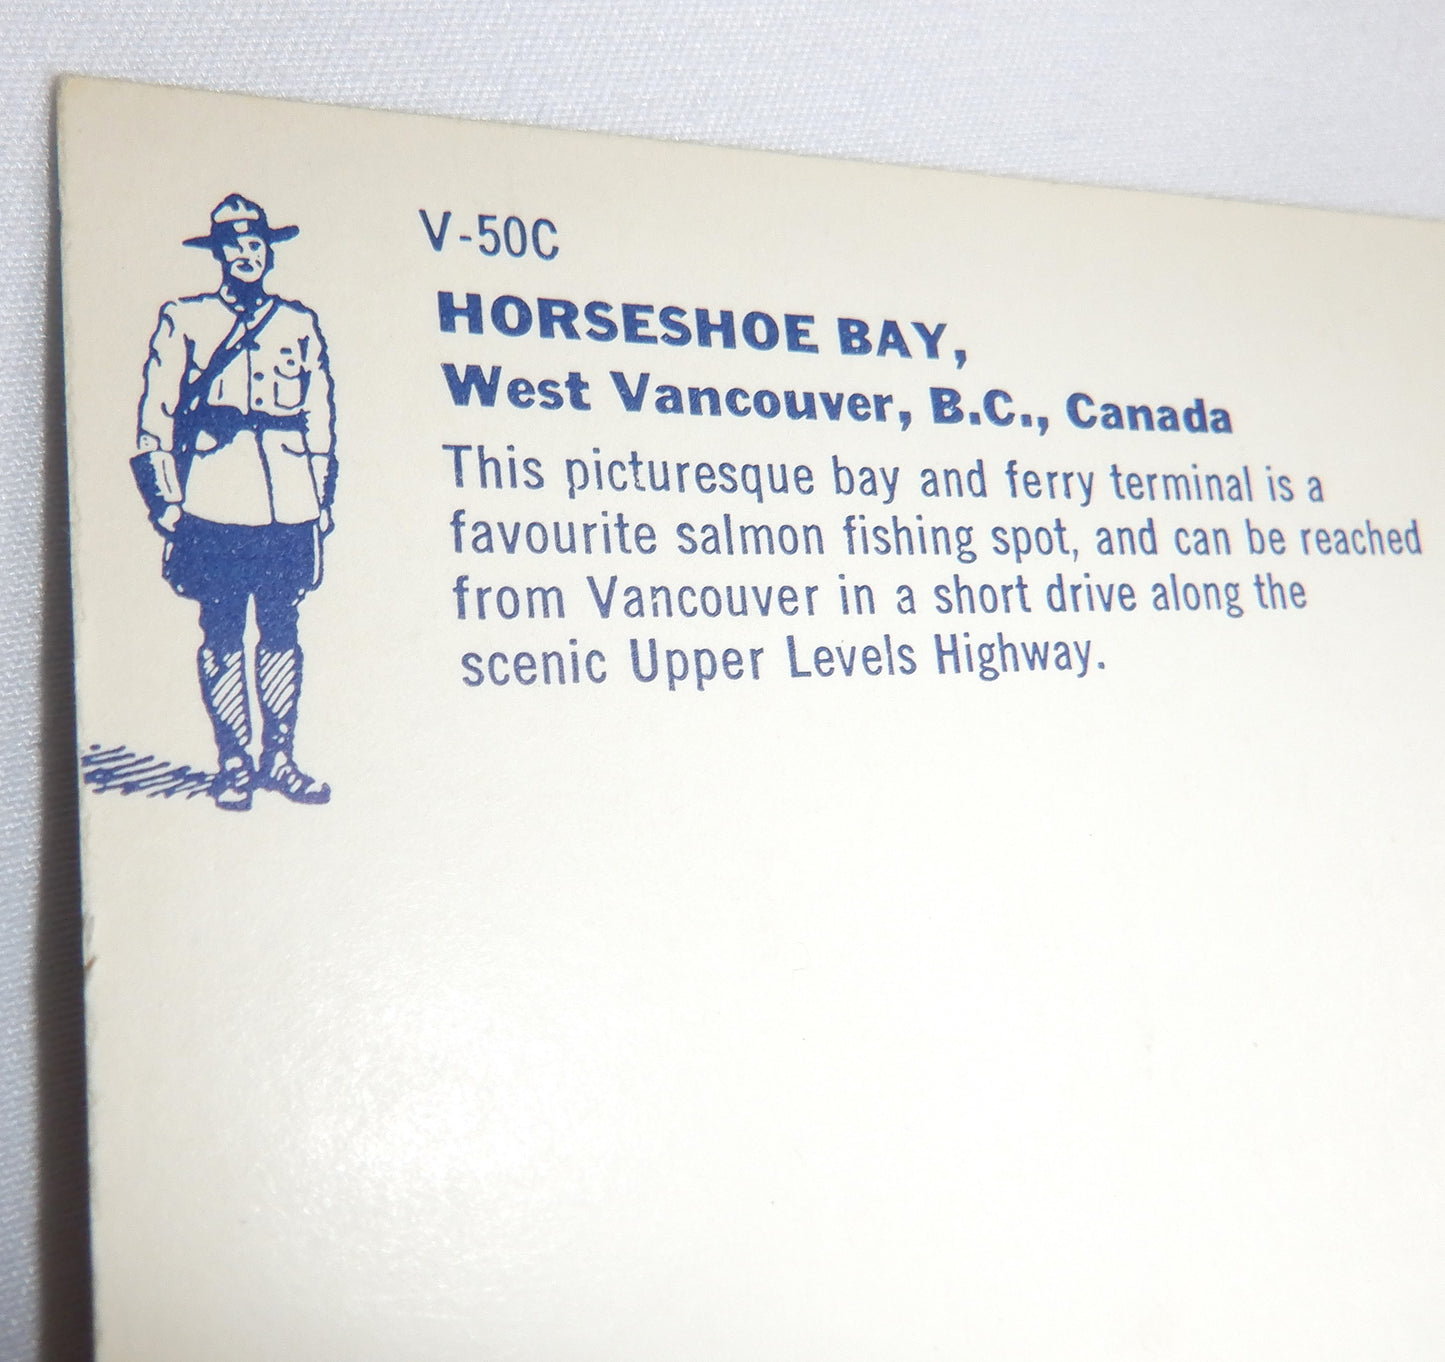 V-50C
HORSESHOE BAY,
West Vancouver, B.C., Canada
This picturesque bay and ferry terminal is a
favourite salmon fishing spot, and can be reached
from Vancouver in a short drive along the
scenic Upper Levels Highway.